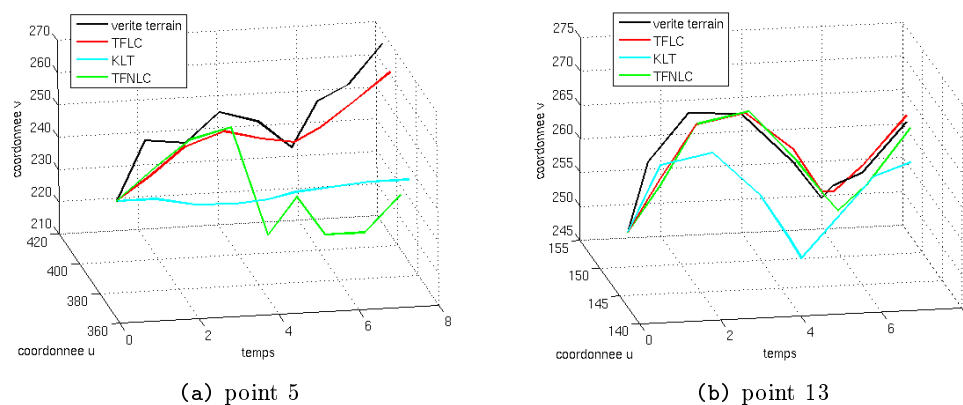 verite terrain
TFLC
KLT
TFNLC
270
260
250
240
230
220
210
coordonnee v
420
400
380
360
coordonnee u
0
2
4
6
8
temps
(a) point 5
verite terrain
TFLC
KLT
TFNLC
275
270
265
260
255
250
245
coordonnee v
155
150
145
140
coordonnee u
0
2
4
6
temps
(b) point 13